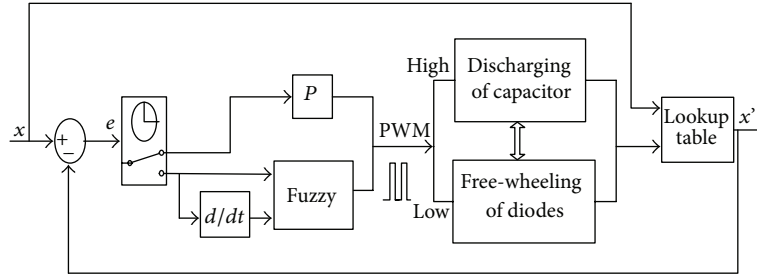 x
+
−
e
P
d/dt
Fuzzy
PWM
High
Low
Discharging
of capacitor
Free-wheeling
of diodes
Lookup
table
x’